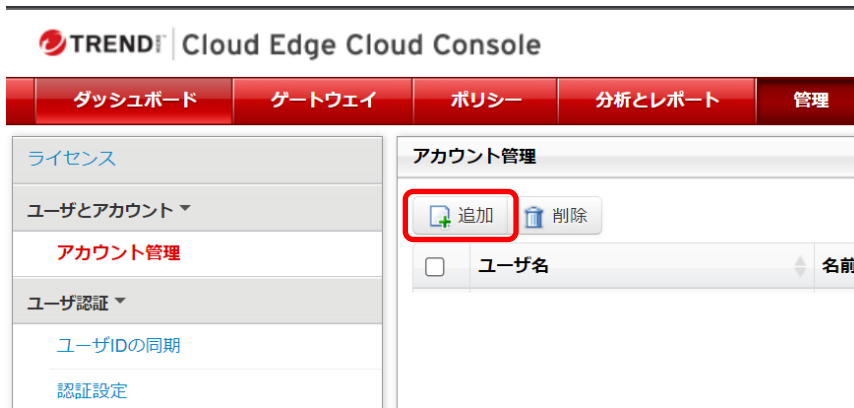 TREND Cloud Edge Cloud Console
ダッシュボード ゲートウェイ ポリシー 分析とレポート 管理
ライセンス
ユーザとアカウント
アカウント管理
ユーザ認証
ユーザIDの同期
認証設定
アカウント管理
追加 削除
ユーザ名 名前